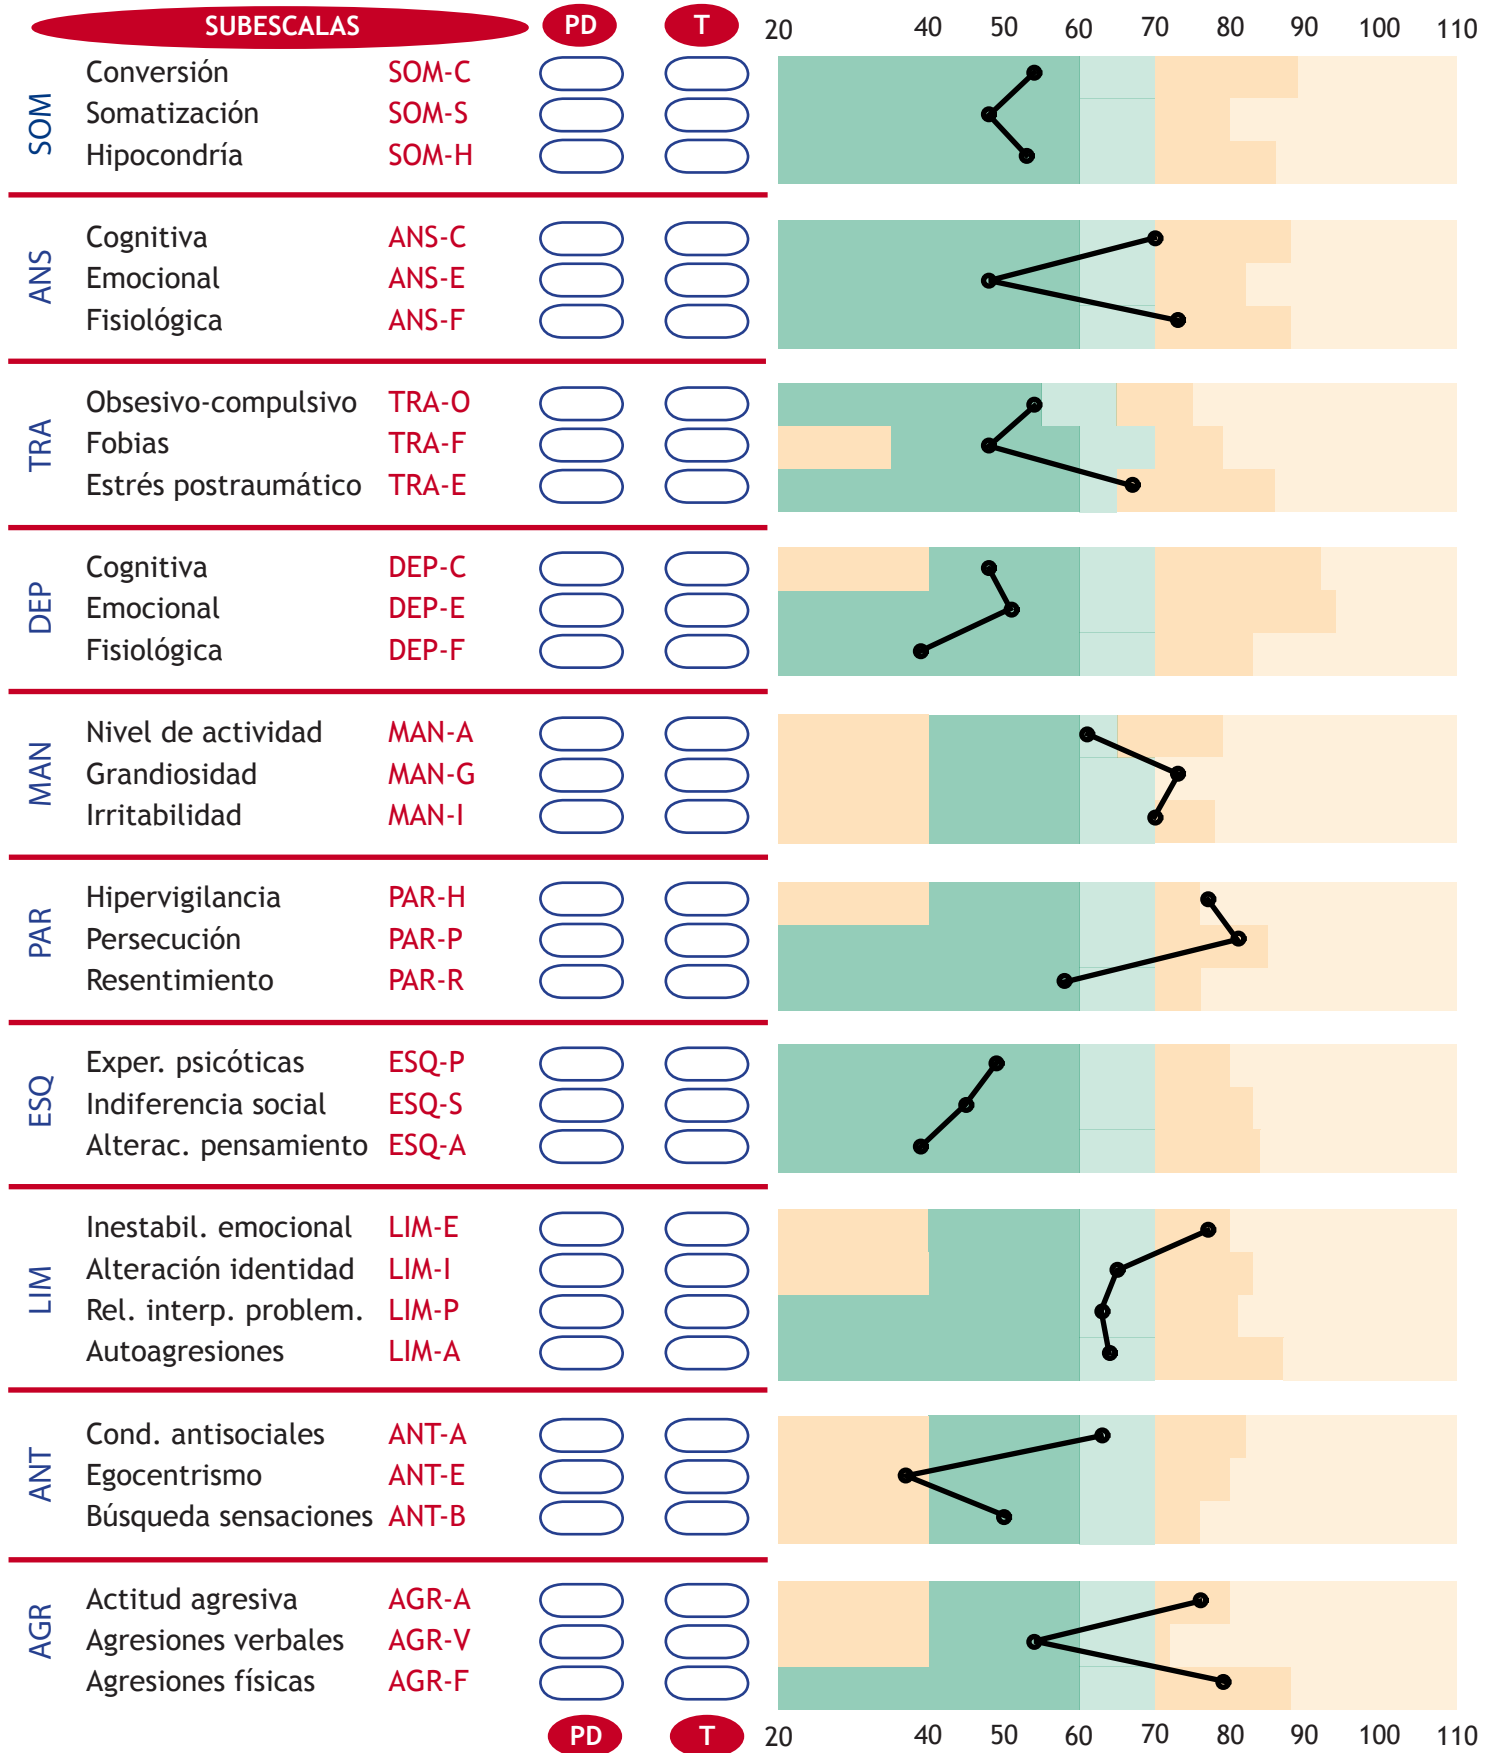 SUBESCALAS PD T 20 40 50 60 70 80 90 100 110
SOM
Conversión SOM-C
Somatización SOM-S
Hipocondría SOM-H
ANS
Cognitiva ANS-C
Emocional ANS-E
Fisiológica ANS-F
TRA
Obsesivo-compulsivo TRA-O
Fobias TRA-F
Estrés postraumático TRA-E
DEP
Cognitiva DEP-C
Emocional DEP-E
Fisiológica DEP-F
MAN
Nivel de actividad MAN-A
Grandiosidad MAN-G
Irritabilidad MAN-I
PAR
Hipervigilancia PAR-H
Persecución PAR-P
Resentimiento PAR-R
ESQ
Exper. psicóticas ESQ-P
Indiferencia social ESQ-S
Alterac. pensamiento ESQ-A
LIM
Inestabil. emocional LIM-E
Alteración identidad LIM-I
Rel. interp. problem. LIM-P
Autoagresiones LIM-A
ANT
Cond. antisociales ANT-A
Egocentrismo ANT-E
Búsqueda sensaciones ANT-B
AGR
Actitud agresiva AGR-A
Agresiones verbales AGR-V
Agresiones físicas AGR-F
PD T 20 40 50 60 70 80 90 100 110